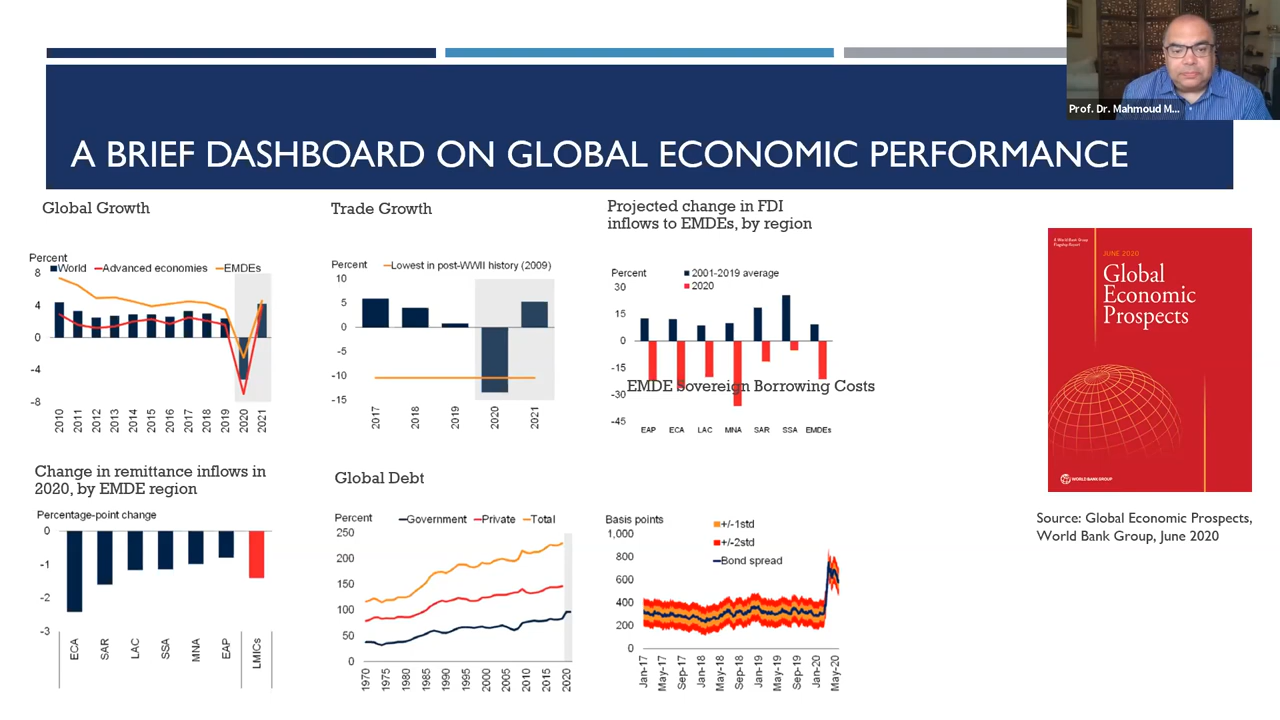 Prof. Dr. Mahmoud M...
A BRIEF DASHBOARD ON GLOBAL ECONOMIC PERFORMANCE
Global Growth
Percent
World Advanced economies EMDEs
8
4
0
-4
-8
2010 2011 2012 2013 2014 2015 2016 2017 2018 2019 2020 2021
Trade Growth
Percent
Lowest in post-WWII history (2009)
10
5
0
-5
-10
-15
2017 2018 2019 2020 2021
Projected change in FDI
inflows to EMDEs, by region
Percent
2001-2019 average
2020
30
15
0
-15
-30
-45
EAP ECA LAC MNA SAR SSA EMDEs
EMDE Sovereign Borrowing Costs
A World Bank Group
Flagship Report
JUNE 2020
Global
Economic
Prospects
WORLD BANK GROUP
Source: Global Economic Prospects,
World Bank Group, June 2020
Change in remittance inflows in
2020, by EMDE region
Percentage-point change
0
-1
-2
-3
ECA SAR LAC SSA MNA EAP LMICs
Global Debt
Percent
Government Private Total
250
200
150
100
50
0
1970 1975 1980 1985 1990 1995 2000 2005 2010 2015 2020
Basis points
+/-1std
+/-2std
Bond spread
1,000
800
600
400
200
0
Jan-17 May-17 Sep-17 Jan-18 May-18 Sep-18 Jan-19 May-19 Sep-19 Jan-20 May-20